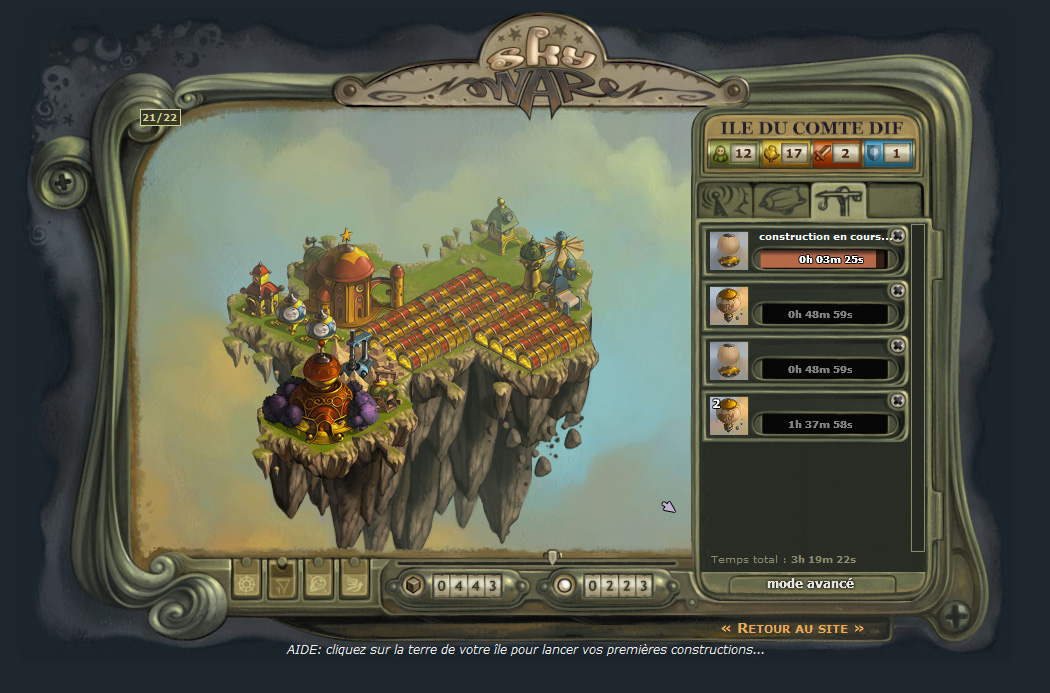 Sky
WAR
21/22
ILE DU COMTE DIF
12 17 2 1
construction en cours...
0h 03m 25s
0h 48m 59s
0h 48m 59s
2
1h 37m 58s
Temps total : 3h 19m 22s
mode avancé
0443 0223
« RETOUR AU SITE »
AIDE: cliquez sur la terre de votre île pour lancer vos premières constructions...